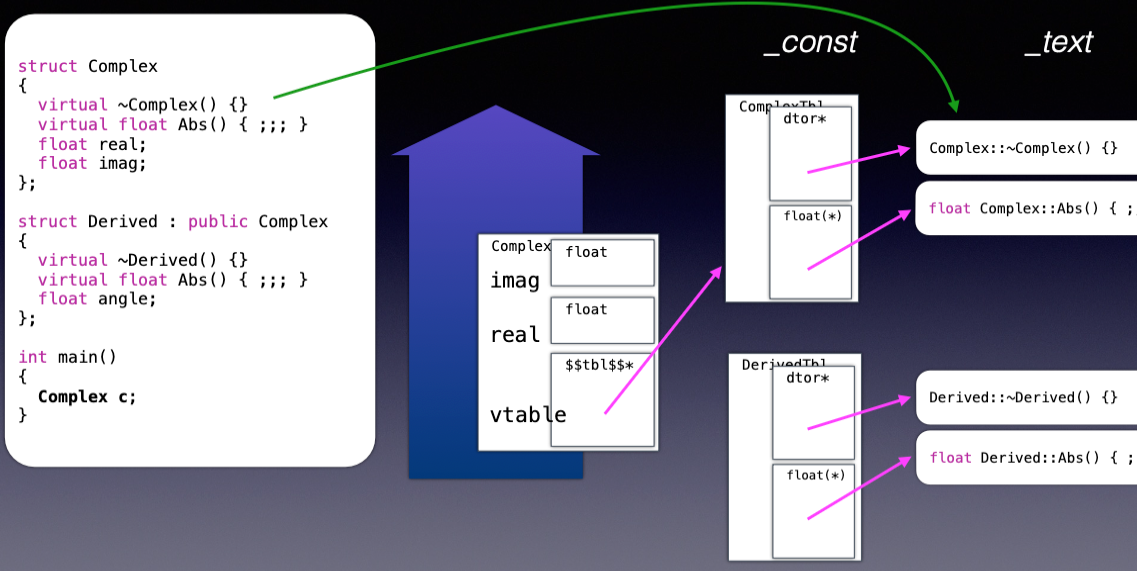 struct Complex
{
virtual ~Complex() {}
virtual float Abs() { ;;; }
float real;
float imag;
};
struct Derived : public Complex
{
virtual ~Derived() {}
virtual float Abs() { ;;; }
float angle;
};
int main()
{
Complex c;
}
Complex
float
imag
float
real
$$tbl$$*
vtable
_const
ComplexTbl
dtor*
float(*)
DerivedTbl
dtor*
float(*)
_text
Complex::~Complex() {}
float Complex::Abs() { ;
Derived::~Derived() {}
float Derived::Abs() { ;